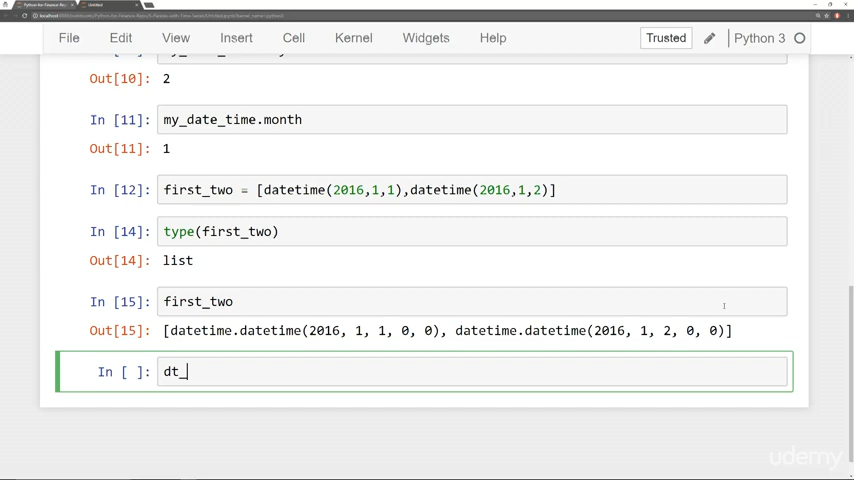 Untitled
File Edit View Insert Cell Kernel Widgets Help Trusted Python 3
Out[10]: 2
In [11]: my_date_time.month
Out[11]: 1
In [12]: first_two = [datetime(2016,1,1),datetime(2016,1,2)]
In [14]: type(first_two)
Out[14]: list
In [15]: first_two
Out[15]: [datetime.datetime(2016, 1, 1, 0, 0), datetime.datetime(2016, 1, 2, 0, 0)]
In [ ]: dt_
udemy